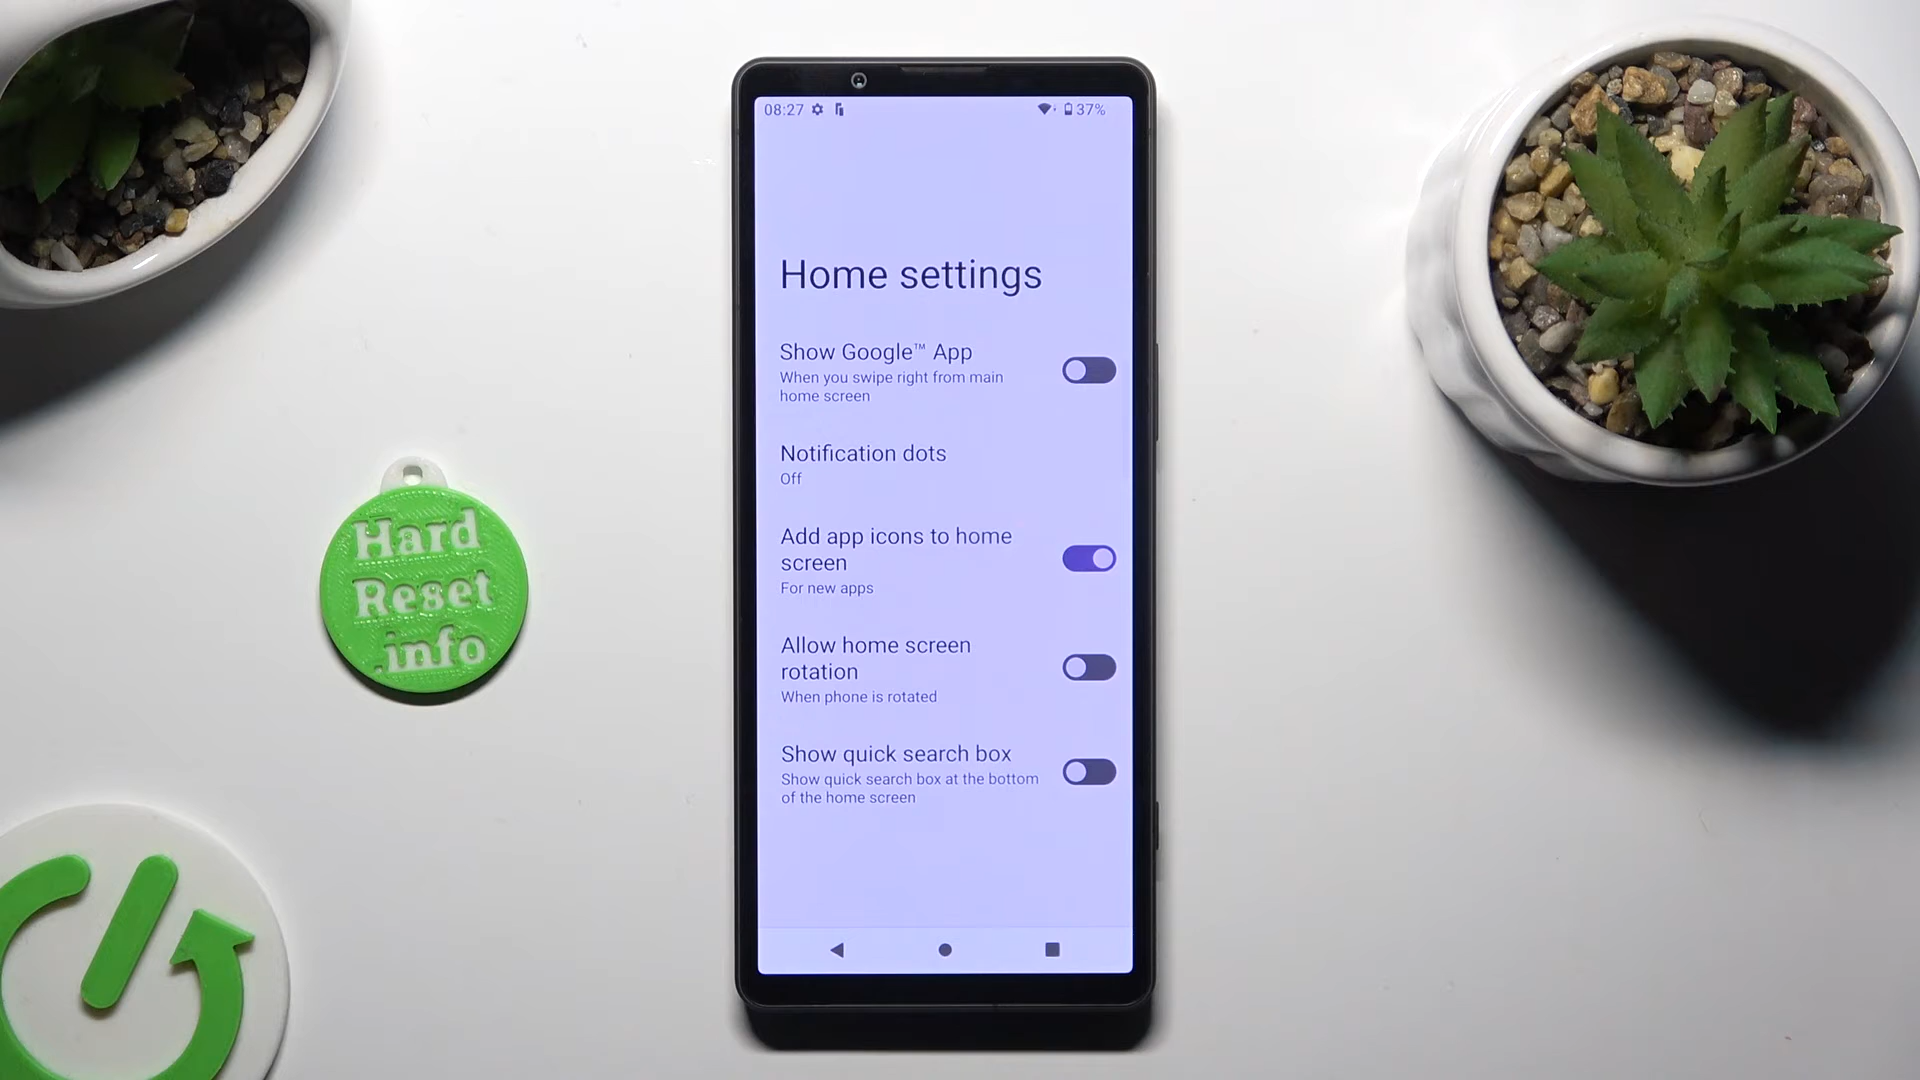 08:27
37%
Home settings
Show Google™ App
When you swipe right from main
home screen
Notification dots
Off
Add app icons to home
screen
For new apps
Allow home screen
rotation
When phone is rotated
Show quick search box
Show quick search box at the bottom
of the home screen
Hard
Reset
.info